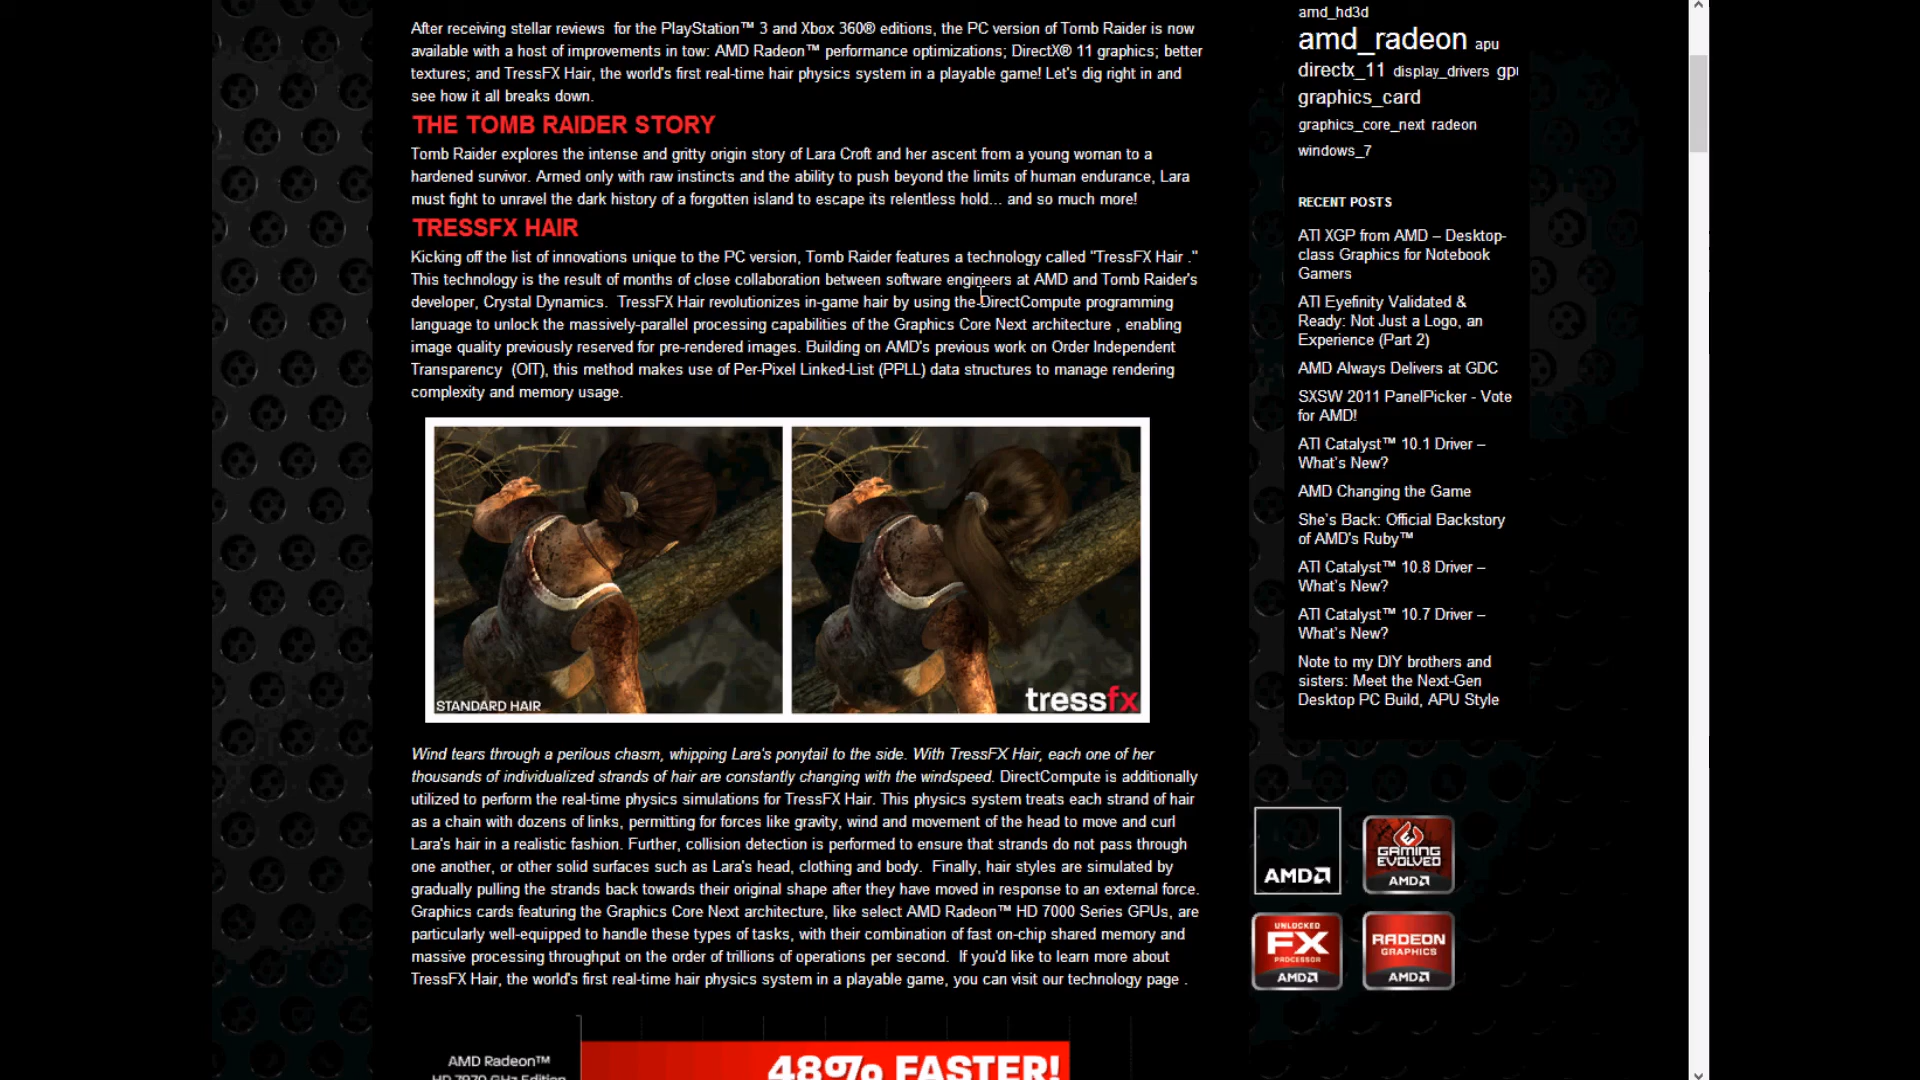 After receiving stellar reviews  for the PlayStation™ 3 and Xbox 360® editions, the PC version of Tomb Raider is now
available with a host of improvements in tow: AMD Radeon™ performance optimizations; DirectX® 11 graphics; better
textures; and TressFX Hair, the world's first real-time hair physics system in a playable game! Let's dig right in and
see how it all breaks down.
THE TOMB RAIDER STORY
Tomb Raider explores the intense and gritty origin story of Lara Croft and her ascent from a young woman to a
hardened survivor. Armed only with raw instincts and the ability to push beyond the limits of human endurance, Lara
must fight to unravel the dark history of a forgotten island to escape its relentless hold... and so much more!
TRESSFX HAIR
Kicking off the list of innovations unique to the PC version, Tomb Raider features a technology called "TressFX Hair ."
This technology is the result of months of close collaboration between software engineers at AMD and Tomb Raider's
developer, Crystal Dynamics.  TressFX Hair revolutionizes in-game hair by using the DirectCompute programming
language to unlock the massively-parallel processing capabilities of the Graphics Core Next architecture , enabling
image quality previously reserved for pre-rendered images. Building on AMD's previous work on Order Independent
Transparency  (OIT), this method makes use of Per-Pixel Linked-List (PPLL) data structures to manage rendering
complexity and memory usage.
STANDARD HAIR
tressfx
Wind tears through a perilous chasm, whipping Lara's ponytail to the side. With TressFX Hair, each one of her
thousands of individualized strands of hair are constantly changing with the windspeed. DirectCompute is additionally
utilized to perform the real-time physics simulations for TressFX Hair. This physics system treats each strand of hair
as a chain with dozens of links, permitting for forces like gravity, wind and movement of the head to move and curl
Lara's hair in a realistic fashion. Further, collision detection is performed to ensure that strands do not pass through
one another, or other solid surfaces such as Lara's head, clothing and body.  Finally, hair styles are simulated by
gradually pulling the strands back towards their original shape after they have moved in response to an external force.
Graphics cards featuring the Graphics Core Next architecture, like select AMD Radeon™ HD 7000 Series GPUs, are
particularly well-equipped to handle these types of tasks, with their combination of fast on-chip shared memory and
massive processing throughput on the order of trillions of operations per second.  If you'd like to learn more about
TressFX Hair, the world's first real-time hair physics system in a playable game, you can visit our technology page .
AMD Radeon™
HD 7970 GHz Edition
48% FASTER!
amd_hd3d
amd_radeon apu
directx_11 display_drivers gpu
graphics_card
graphics_core_next radeon
windows_7
RECENT POSTS
ATI XGP from AMD – Desktop-
class Graphics for Notebook
Gamers
ATI Eyefinity Validated &
Ready: Not Just a Logo, an
Experience (Part 2)
AMD Always Delivers at GDC
SXSW 2011 PanelPicker - Vote
for AMD!
ATI Catalyst™ 10.1 Driver –
What's New?
AMD Changing the Game
She's Back: Official Backstory
of AMD's Ruby™
ATI Catalyst™ 10.8 Driver –
What's New?
ATI Catalyst™ 10.7 Driver –
What's New?
Note to my DIY brothers and
sisters: Meet the Next-Gen
Desktop PC Build, APU Style
AMD
GAMING
EVOLVED
AMD
UNLOCKED
FX
PROCESSOR
AMD
RADEON
GRAPHICS
AMD